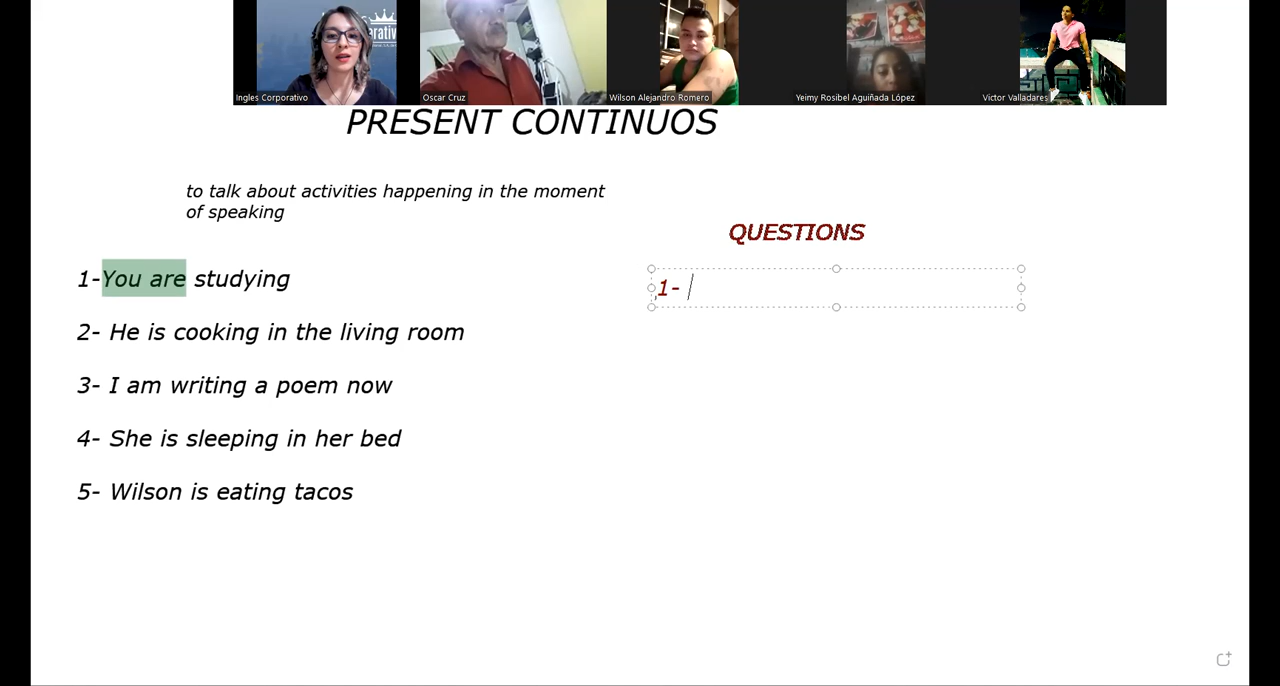 arativ
Ingles Corporativo
Oscar Cruz
Wilson Alejandro Romero
Yeimy Rosibel Aguiñada López
Victor Valladares
PRESENT CONTINUOS
to talk about activities happening in the moment
of speaking
QUESTIONS
1-You are studying
1-
2- He is cooking in the living room
3- I am writing a poem now
4- She is sleeping in her bed
5- Wilson is eating tacos